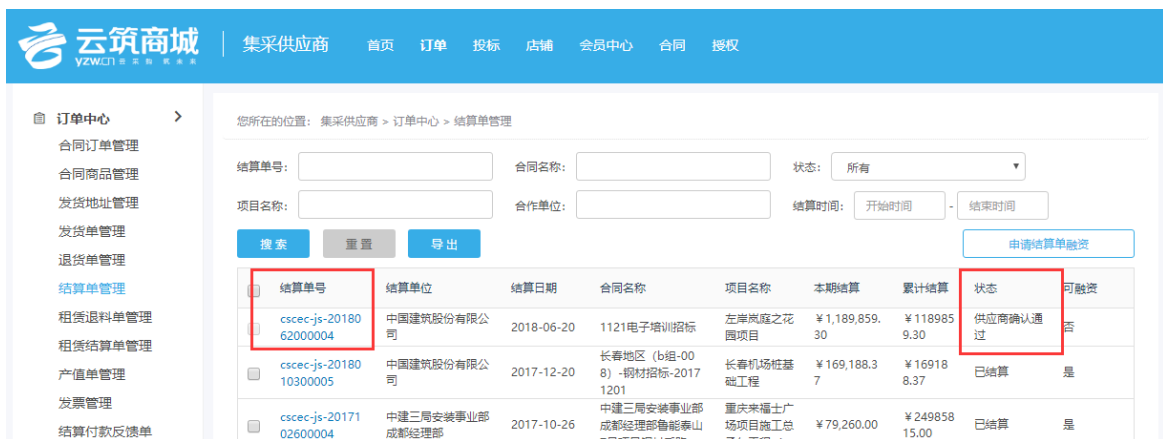 云筑商城
yzw.cn
集采供应商 首页 订单 投标 店铺 会员中心 合同 授权
订单中心
合同订单管理
合同商品管理
发货地址管理
发货单管理
退货单管理
结算单管理
租赁退料单管理
租赁结算单管理
产值单管理
发票管理
结算付款反馈单
您所在的位置: 集采供应商 > 订单中心 > 结算单管理
结算单号: 合同名称: 状态: 所有
项目名称: 合作单位: 结算时间: 开始时间 - 结束时间
搜索 重置 导出 申请结算单融资
结算单号 结算单位 结算日期 合同名称 项目名称 本期结算 累计结算 状态 可融资
cscec-js-20180 中国建筑股份有限公 2018-06-20 1121电子培训招标 左岸岚庭之花 ¥1,189,859. ¥118985 供应商确认通 否
62000004 司 园项目 30 9.30 过
cscec-js-20180 中国建筑股份有限公 2017-12-20 长春地区（b组-00 长春机场桩基 ¥169,188.3 ¥16918 已结算 是
10300005 司 8）-钢材招标-2017 础工程 7 8.37
1201
cscec-js-20171 中建三局安装事业部 2017-10-26 中建三局安装事业部 重庆来福士广 ¥79,260.00 ¥249858 已结算 是
02600004 成都经理部 成都经理部鲁能泰山 场项目施工总 15.00